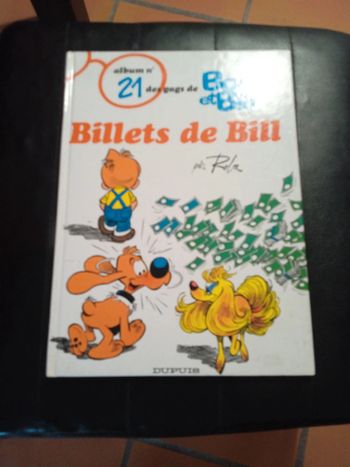 album n°
21 des gags de
Boule
et Bill
Billets de Bill
par Roba
DUPUIS